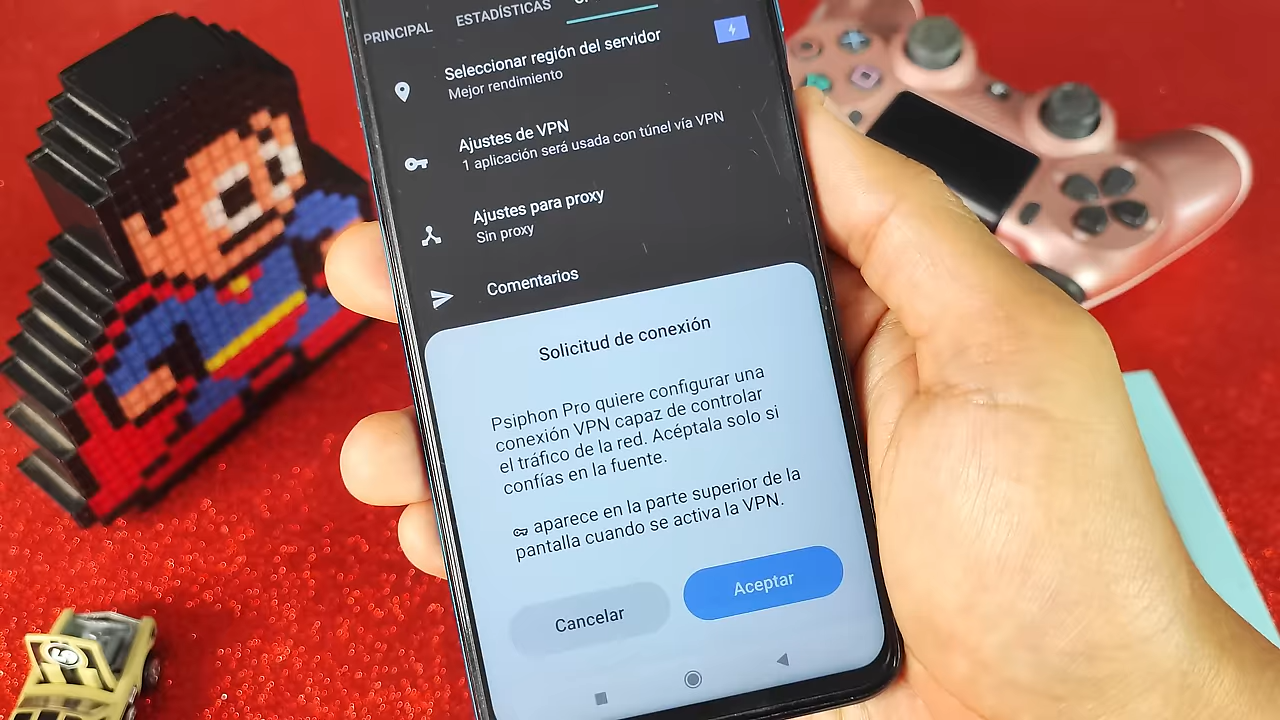 PRINCIPAL
ESTADÍSTICAS
Seleccionar región del servidor
Mejor rendimiento
Ajustes de VPN
1 aplicación será usada con túnel vía VPN
Ajustes para proxy
Sin proxy
Comentarios
Solicitud de conexión
Psiphon Pro quiere configurar una
conexión VPN capaz de controlar
el tráfico de la red. Acéptala solo si
confías en la fuente.
aparece en la parte superior de la
pantalla cuando se activa la VPN.
Cancelar
Aceptar